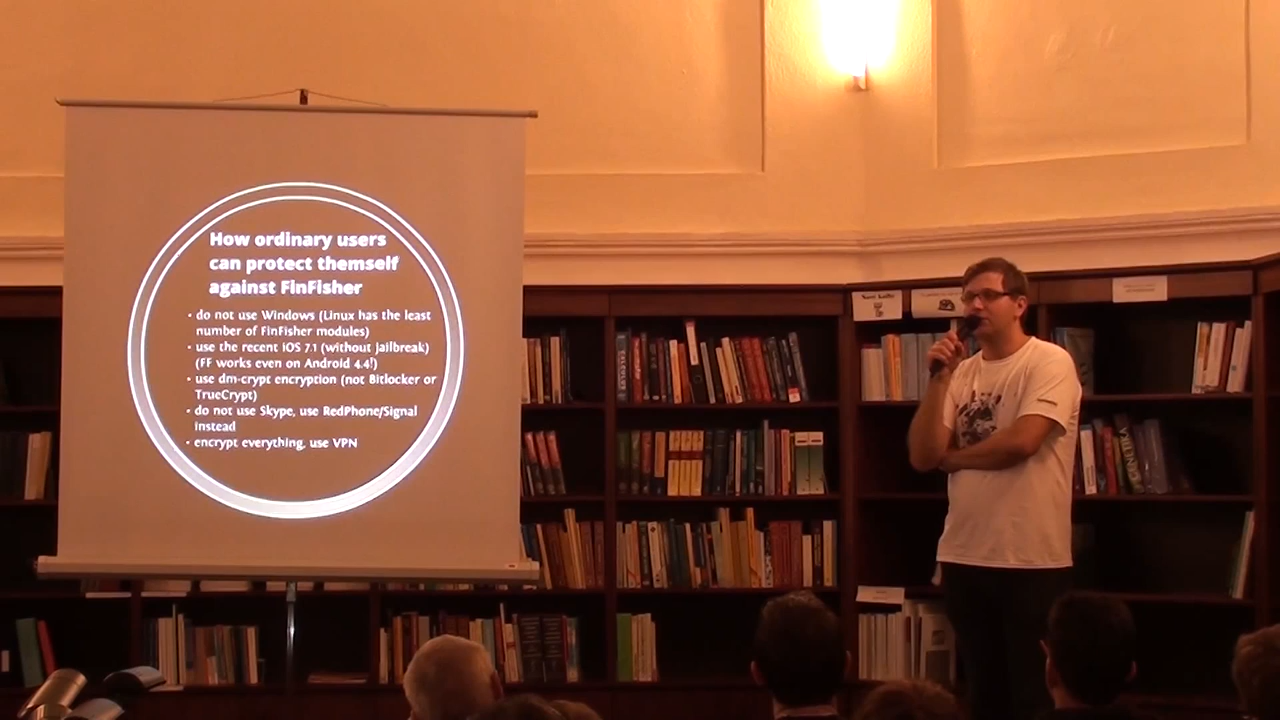 How ordinary users
can protect themself
against FinFisher
• do not use Windows (Linux has the least
number of FinFisher modules)
• use the recent iOS 7.1 (without jailbreak)
(FF works even on Android 4.4!)
• use dm-crypt encryption (not Bitlocker or
TrueCrypt)
• do not use Skype, use RedPhone/Signal
instead
• encrypt everything, use VPN